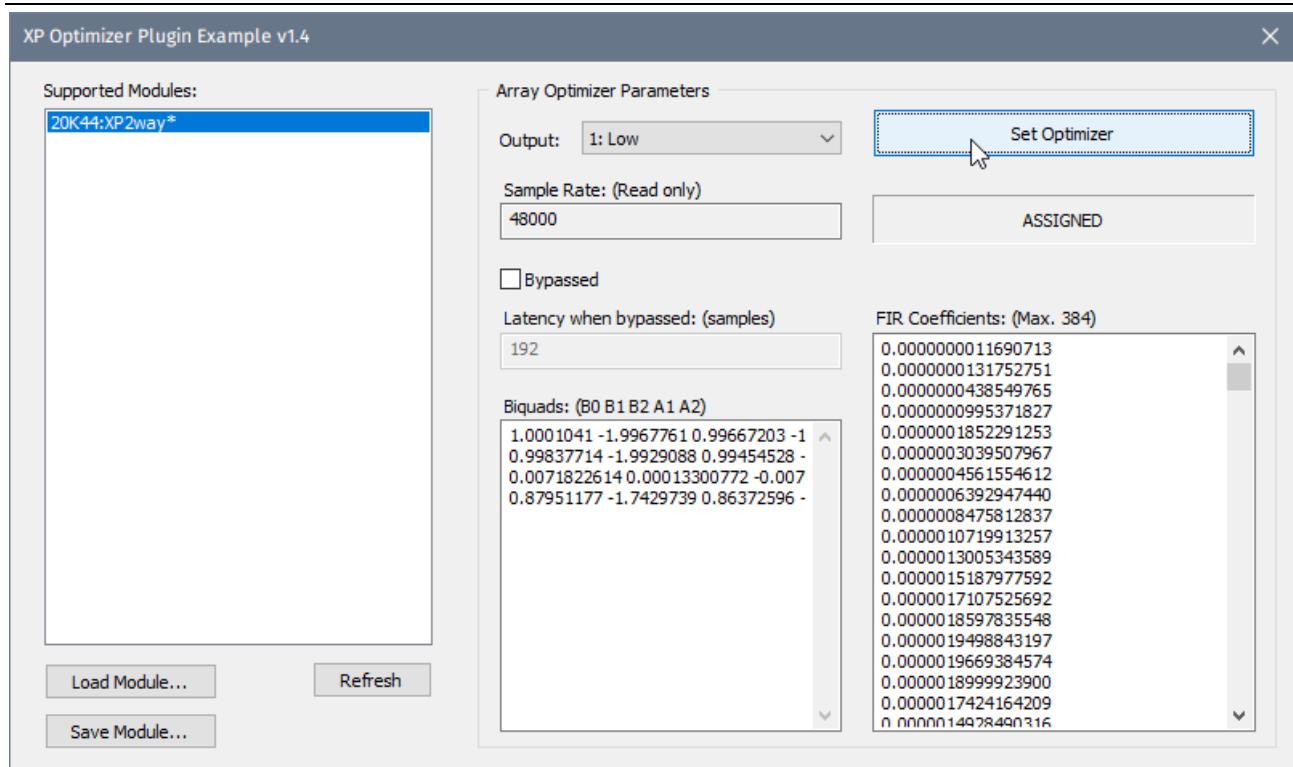 XP Optimizer Plugin Example v1.4
Supported Modules:
20K44:XP2way*
Load Module...
Refresh
Save Module...
Array Optimizer Parameters
Output:
1: Low
Set Optimizer
Sample Rate: (Read only)
48000
ASSIGNED
Bypassed
Latency when bypassed: (samples)
192
Biquads: (B0 B1 B2 A1 A2)
1.0001041 -1.9967761 0.99667203 -1
0.99837714 -1.9929088 0.99454528 -
0.0071822614 0.00013300772 -0.007
0.87951177 -1.7429739 0.86372596 -
FIR Coefficients: (Max. 384)
0.0000000011690713
0.0000000131752751
0.0000000438549765
0.0000000995371827
0.0000001852291253
0.0000003039507967
0.0000004561554612
0.0000006392947440
0.0000008475812837
0.0000010719913257
0.0000013005343589
0.0000015187977592
0.0000017107525692
0.0000018597835548
0.0000019498843197
0.0000019669384574
0.0000018999923900
0.0000017424164209
0.0000014928490316